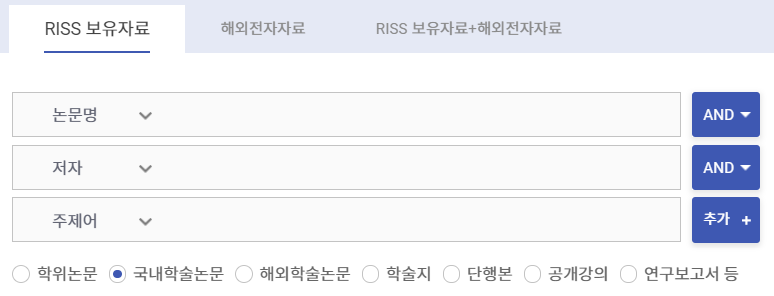 RISS 보유자료 해외전자자료 RISS 보유자료+해외전자자료
논문명 AND
저자 AND
주제어 추가 +
학위논문 국내학술논문 해외학술논문 학술지 단행본 공개강의 연구보고서 등